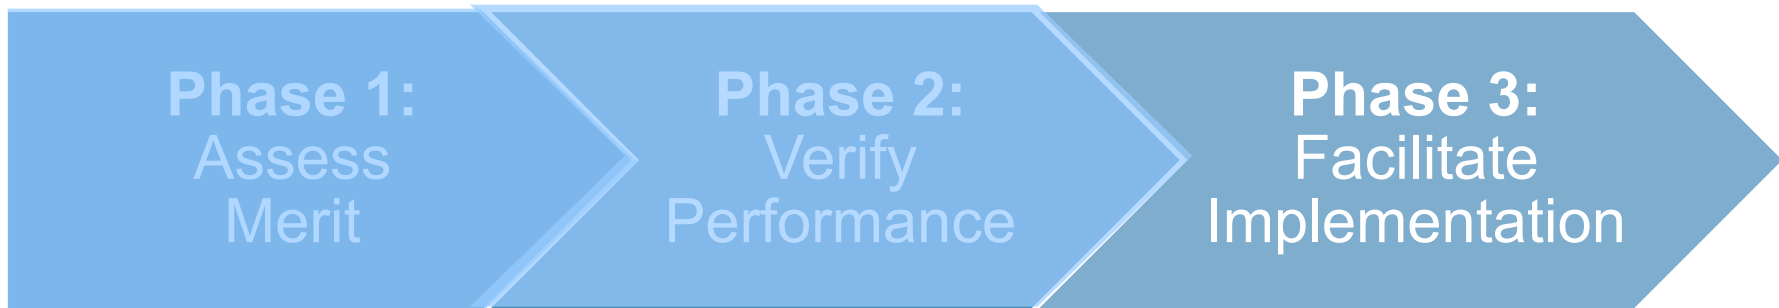 Phase 1:
Assess
Merit
Phase 2:
Verify
Performance
Phase 3:
Facilitate
Implementation